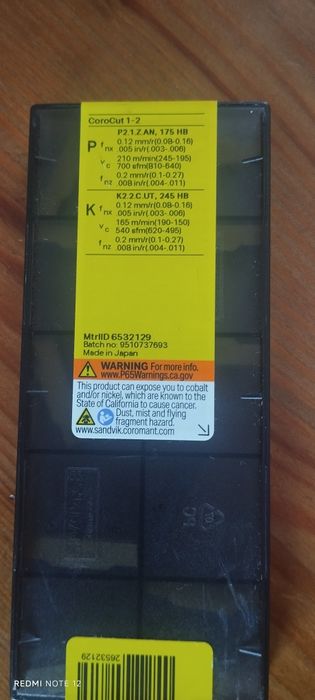 CoroCut 1-2
P2.1.Z.AN, 175 HB
P fnx 0.12 mm/r(0.08-0.16)
.005 in/r(.003-.006)
vc 210 m/min(245-195)
700 sfm(810-640)
fnz 0.2 mm/r(0.1-0.27)
.008 in/r(.004-.011)
K2.2.C.UT, 245 HB
K fnx 0.12 mm/r(0.08-0.16)
.005 in/r(.003-.006)
vc 165 m/min(190-150)
540 sfm(620-495)
fnz 0.2 mm/r(0.1-0.27)
.008 in/r(.004-.011)
MtrlID 6532129
Batch no: 9510737693
Made in Japan
WARNING For more info.
www.P65Warnings.ca.gov
This product can expose you to cobalt
and/or nickel, which are known to the
State of California to cause cancer.
Dust, mist and flying
fragment hazard.
www.sandvik.coromant.com
PC
26532129
REDMI NOTE 12